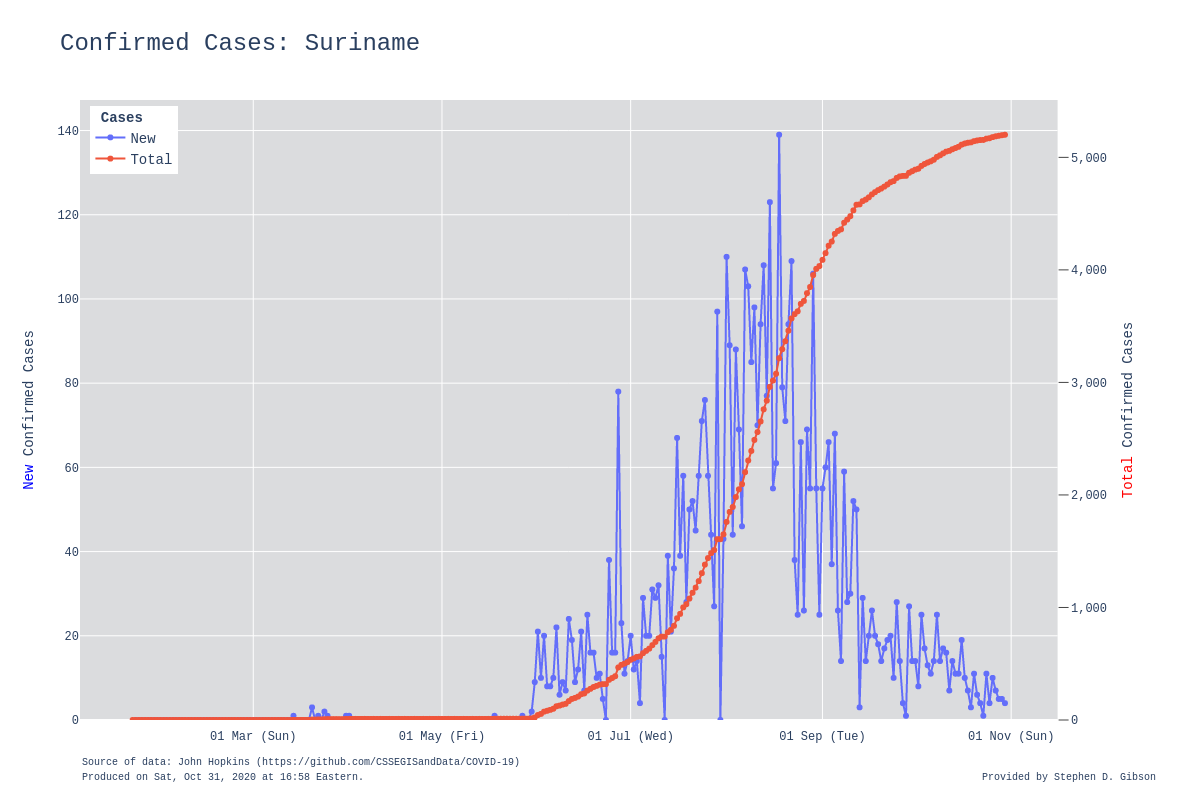 Confirmed Cases: Suriname
Cases
New
Total
140
120
100
80
60
40
20
0
5,000
4,000
3,000
2,000
1,000
0
New Confirmed Cases
Total Confirmed Cases
01 Mar (Sun)
01 May (Fri)
01 Jul (Wed)
01 Sep (Tue)
01 Nov (Sun)
Source of data: John Hopkins (https://github.com/CSSEGISandData/COVID-19)
Produced on Sat, Oct 31, 2020 at 16:58 Eastern.
Provided by Stephen D. Gibson